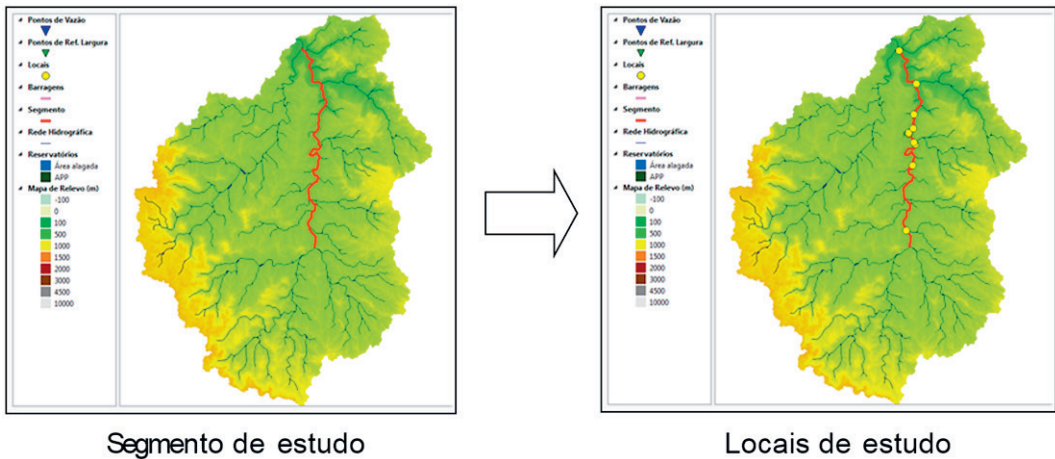 Pontos de Vazão
Pontos de Ref. Largura
Locais
Barragens
Segmento
Rede Hidrográfica
Reservatórios
Área alagada
APP
Mapa de Relevo (m)
-100
0
100
500
1000
1500
2000
3000
4500
10000
Segmento de estudo
Pontos de Vazão
Pontos de Ref. Largura
Locais
Barragens
Segmento
Rede Hidrográfica
Reservatórios
Área alagada
APP
Mapa de Relevo (m)
-100
0
100
500
1000
1500
2000
3000
4500
10000
Locais de estudo